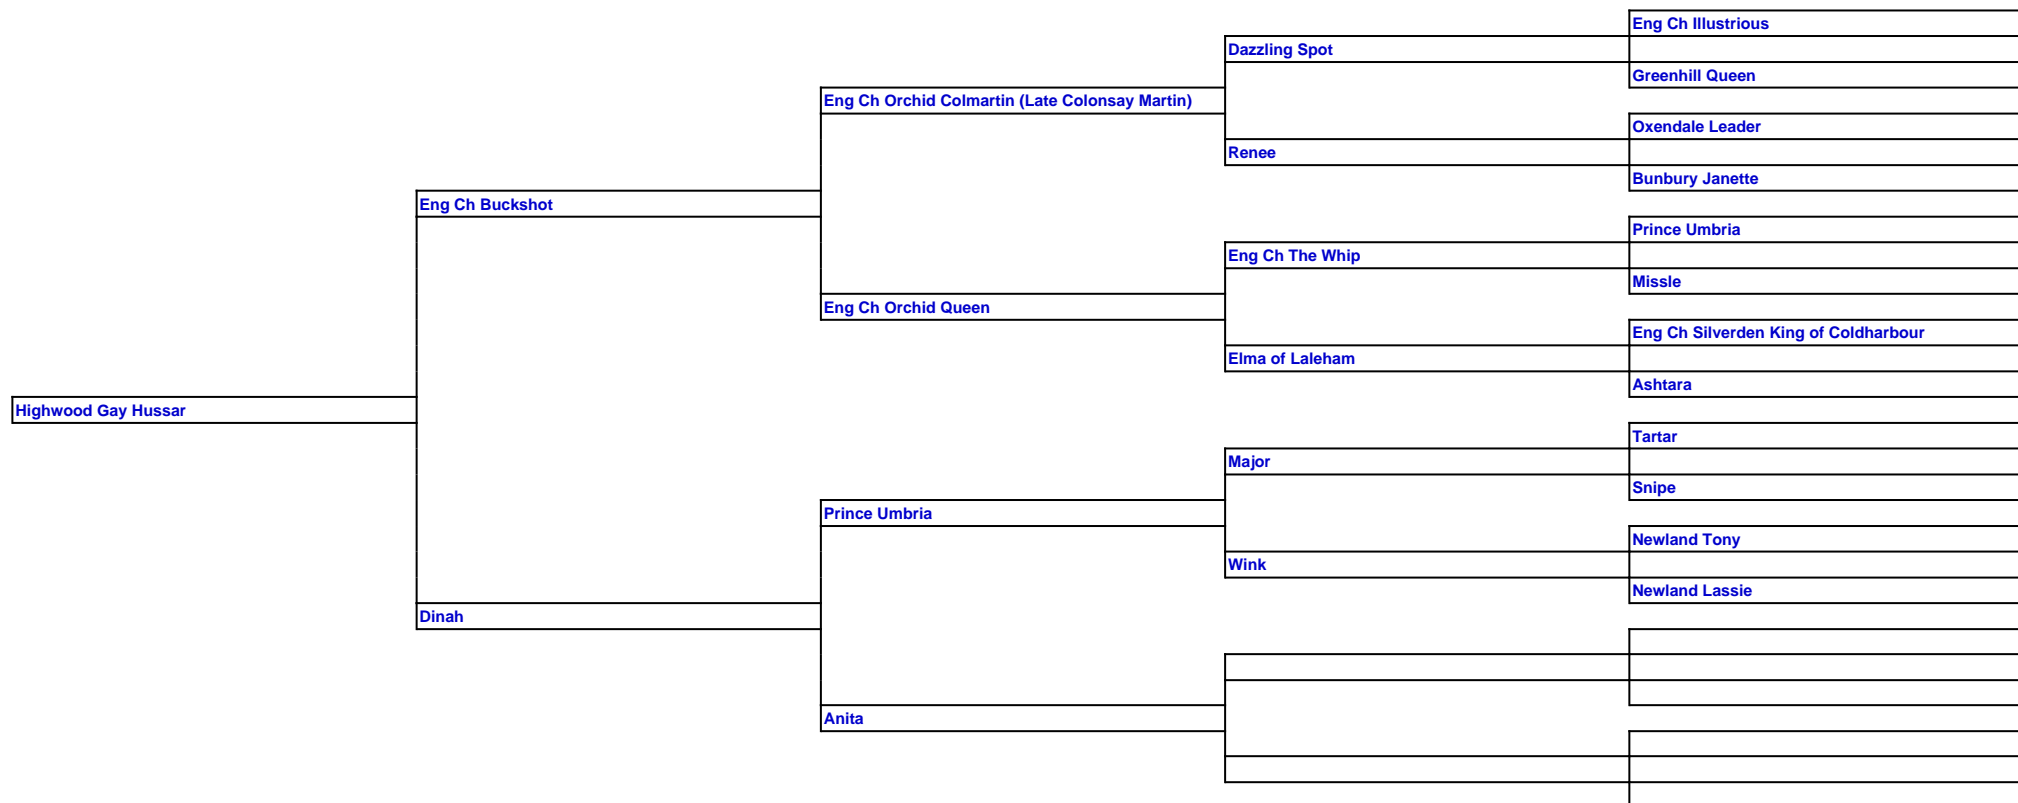 Eng Ch Illustrious
Dazzling Spot
Greenhill Queen
Eng Ch Orchid Colmartin (Late Colonsay Martin)
Oxendale Leader
Renee
Bunbury Janette
Eng Ch Buckshot
Prince Umbria
Eng Ch The Whip
Missle
Eng Ch Orchid Queen
Eng Ch Silverden King of Coldharbour
Elma of Laleham
Ashtara
Highwood Gay Hussar
Tartar
Major
Snipe
Prince Umbria
Newland Tony
Wink
Newland Lassie
Dinah
Anita